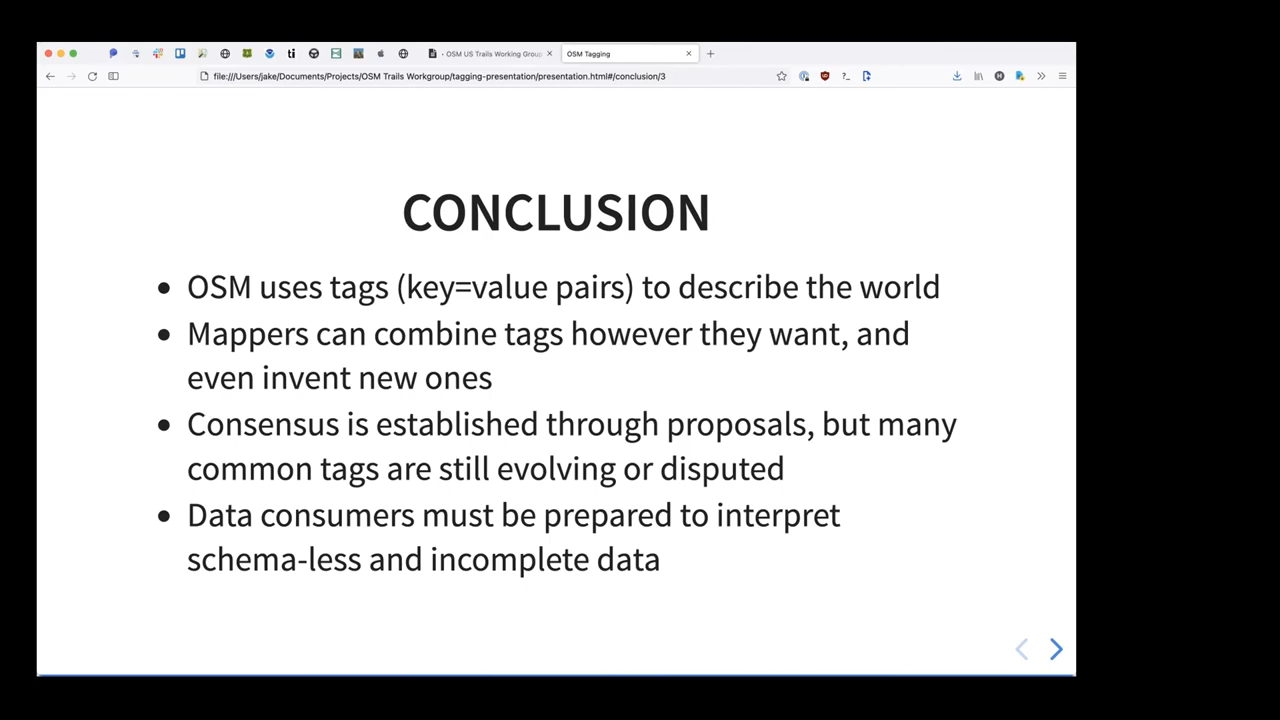 OSM US Trails Working Group
OSM Tagging
file:///Users/jake/Documents/Projects/OSM Trails Workgroup/tagging-presentation/presentation.html#/conclusion/3
CONCLUSION
• OSM uses tags (key=value pairs) to describe the world
• Mappers can combine tags however they want, and
even invent new ones
• Consensus is established through proposals, but many
common tags are still evolving or disputed
• Data consumers must be prepared to interpret
schema-less and incomplete data